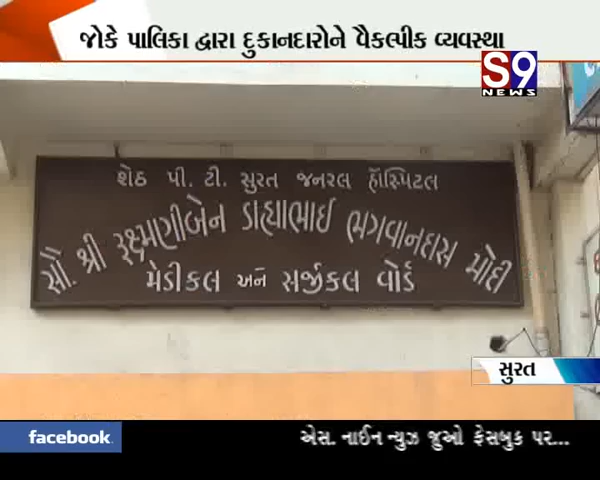 જોકે પાલિકા દ્વારા દુકાનદારોને વૈકલ્પીક વ્યવસ્થા
S9
NEWS
શેઠ પી. ટી. સુરત જનરલ હૉસ્પિટલ
સૌ. શ્રી રૂક્ષ્મણીબેન ડાહ્યાભાઈ ભગવાનદાસ મોદી
મેડીકલ અને સર્જીકલ વોર્ડ
સુરત
facebook
એસ. નાઈન ન્યુઝ જુઓ ફેસબુક પર...